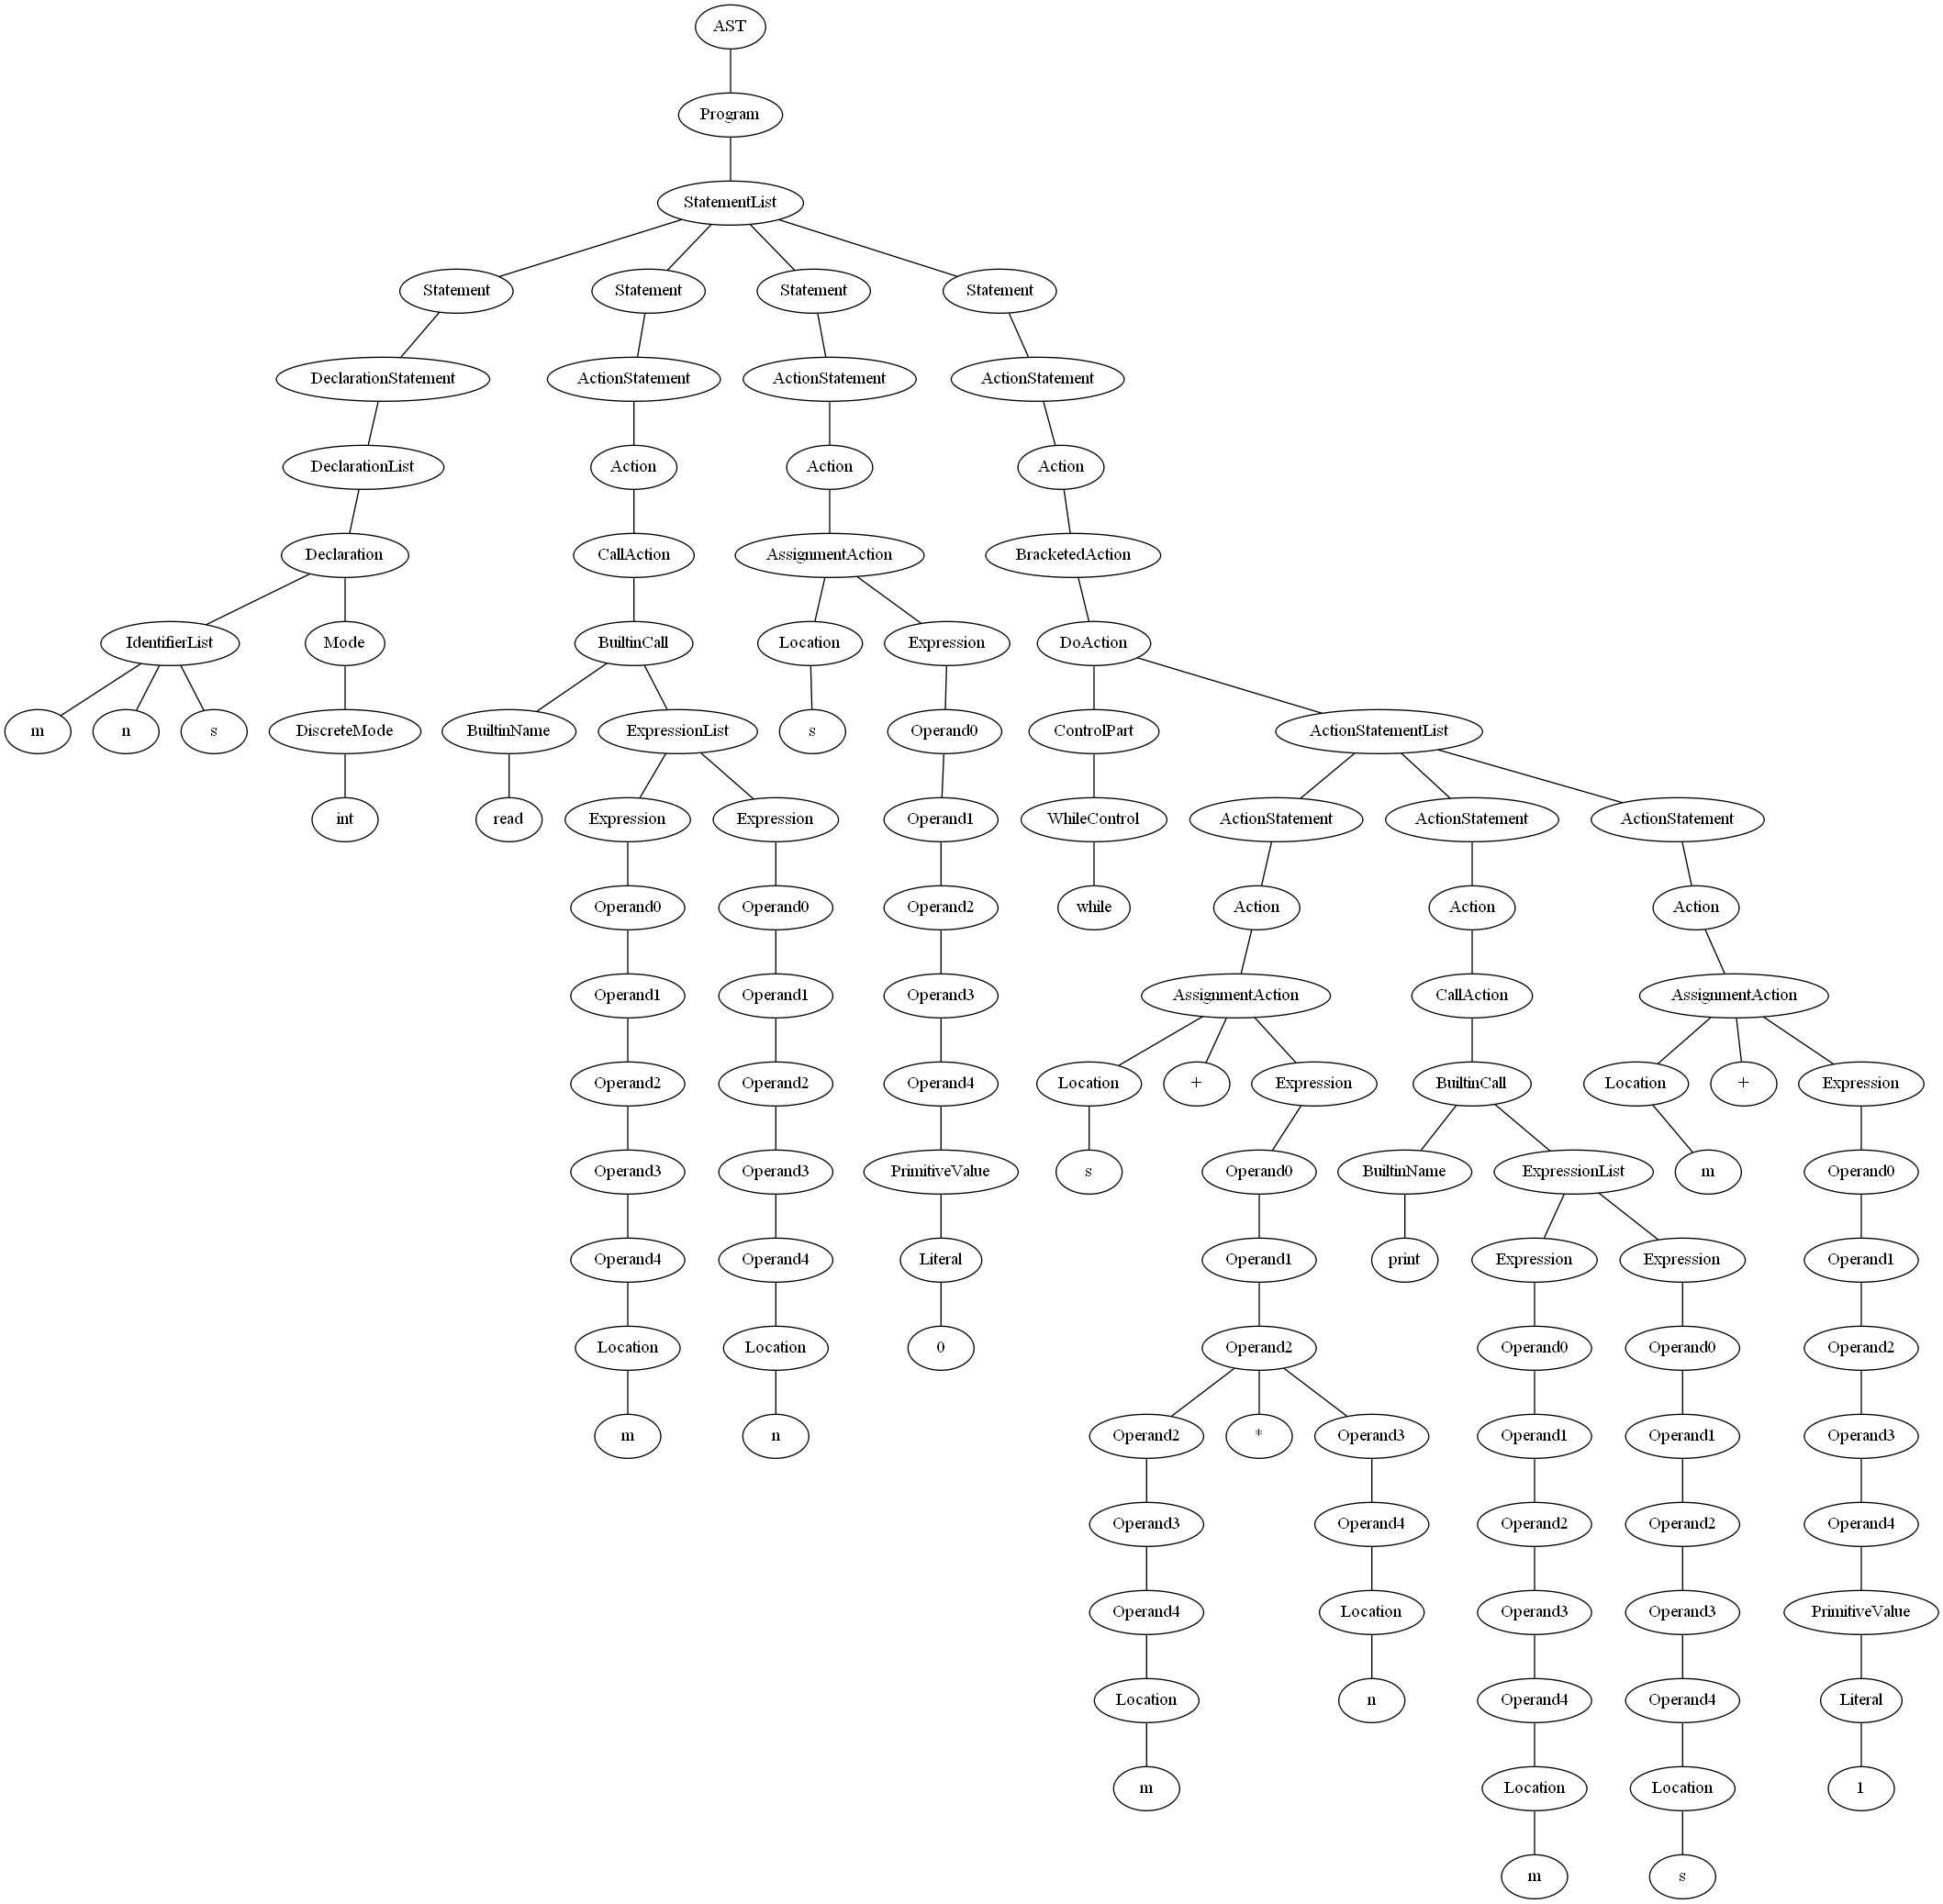 AST
Program
StatementList
Statement Statement Statement Statement
DeclarationStatement ActionStatement ActionStatement ActionStatement
DeclarationList Action Action Action
Declaration CallAction AssignmentAction BracketedAction
IdentifierList Mode BuiltinCall Location Expression DoAction
m n s DiscreteMode BuiltinName ExpressionList s Operand0 ControlPart ActionStatementList
int read Expression Expression Operand1 WhileControl ActionStatement ActionStatement ActionStatement
Operand0 Operand0 Operand2 while Action Action Action
Operand1 Operand1 Operand3 AssignmentAction CallAction AssignmentAction
Operand2 Operand2 Operand4 Location + Expression BuiltinCall Location + Expression
Operand3 Operand3 PrimitiveValue s Operand0 BuiltinName ExpressionList m Operand0
Operand4 Operand4 Literal Operand1 print Expression Expression Operand1
Location Location 0 Operand2 Operand0 Operand0 Operand2
m n Operand2 * Operand3 Operand1 Operand1 Operand3
Operand3 Operand4 Operand2 Operand2 Operand4
Operand4 Location Operand3 Operand3 PrimitiveValue
Location n Operand4 Operand4 Literal
m Location Location 1
m s